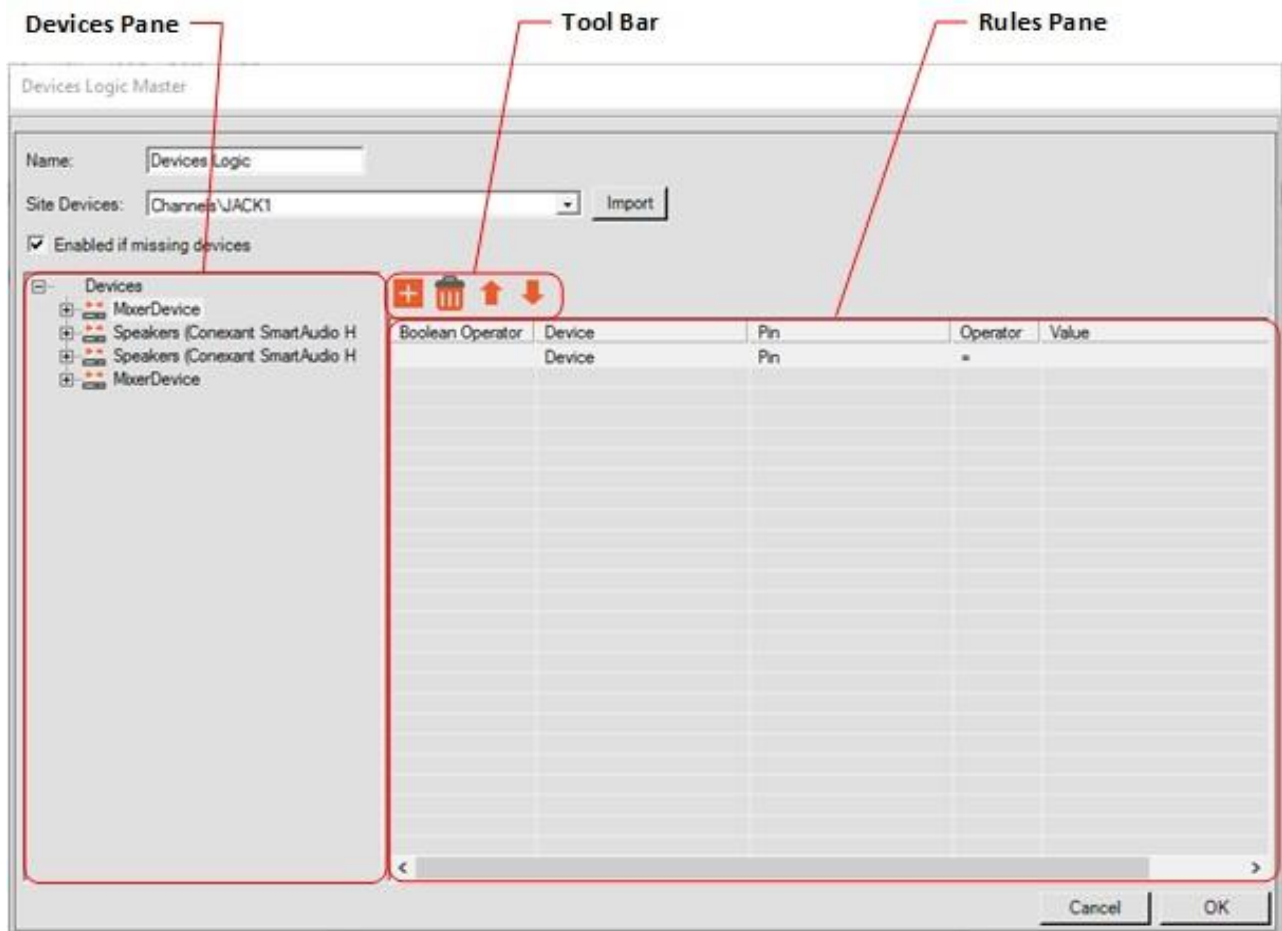 Devices Pane Tool Bar Rules Pane
Devices Logic Master
Name: Devices Logic
Site Devices: Channels\JACK1 Import
Enabled if missing devices
Devices
MixerDevice
Speakers (Conexant SmartAudio H
Speakers (Conexant SmartAudio H
MixerDevice
Boolean Operator Device Pin Operator Value
Device Pin =
Cancel OK